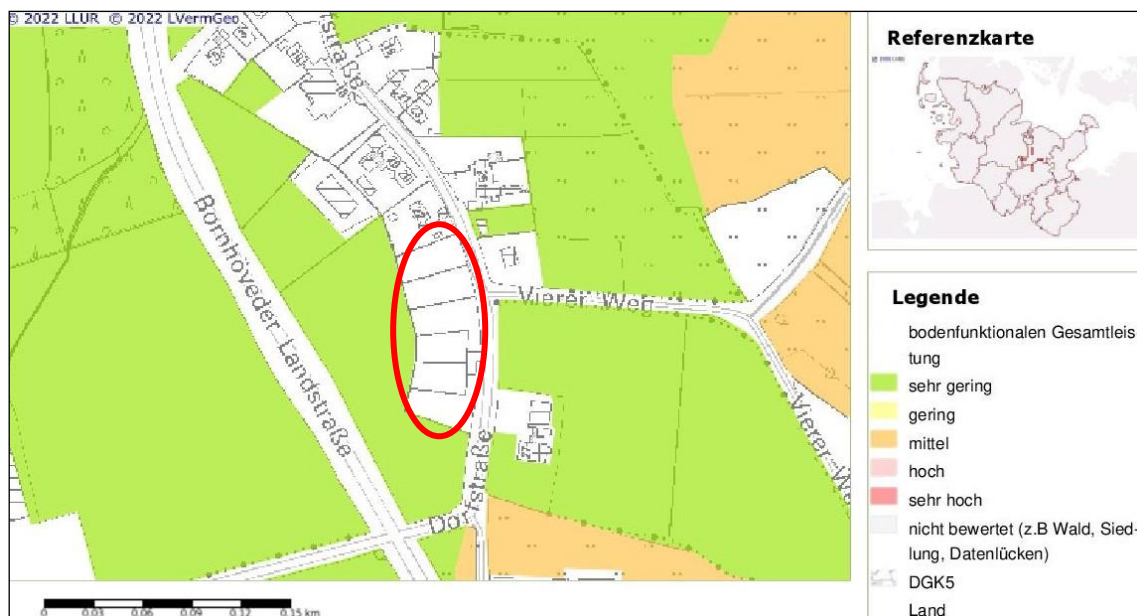 © 2022 LLUR © 2022 LVermGeo
straße
Bornhöveder Landstraße
Vierer Weg
Vierer-We
Dorfstraße
0 0.03 0.06 0.09 0.12 0.15 km
Referenzkarte
Legende
bodenfunktionalen Gesamtleis
tung
sehr gering
gering
mittel
hoch
sehr hoch
nicht bewertet (z.B Wald, Sied-
lung, Datenlücken)
DGK5
Land